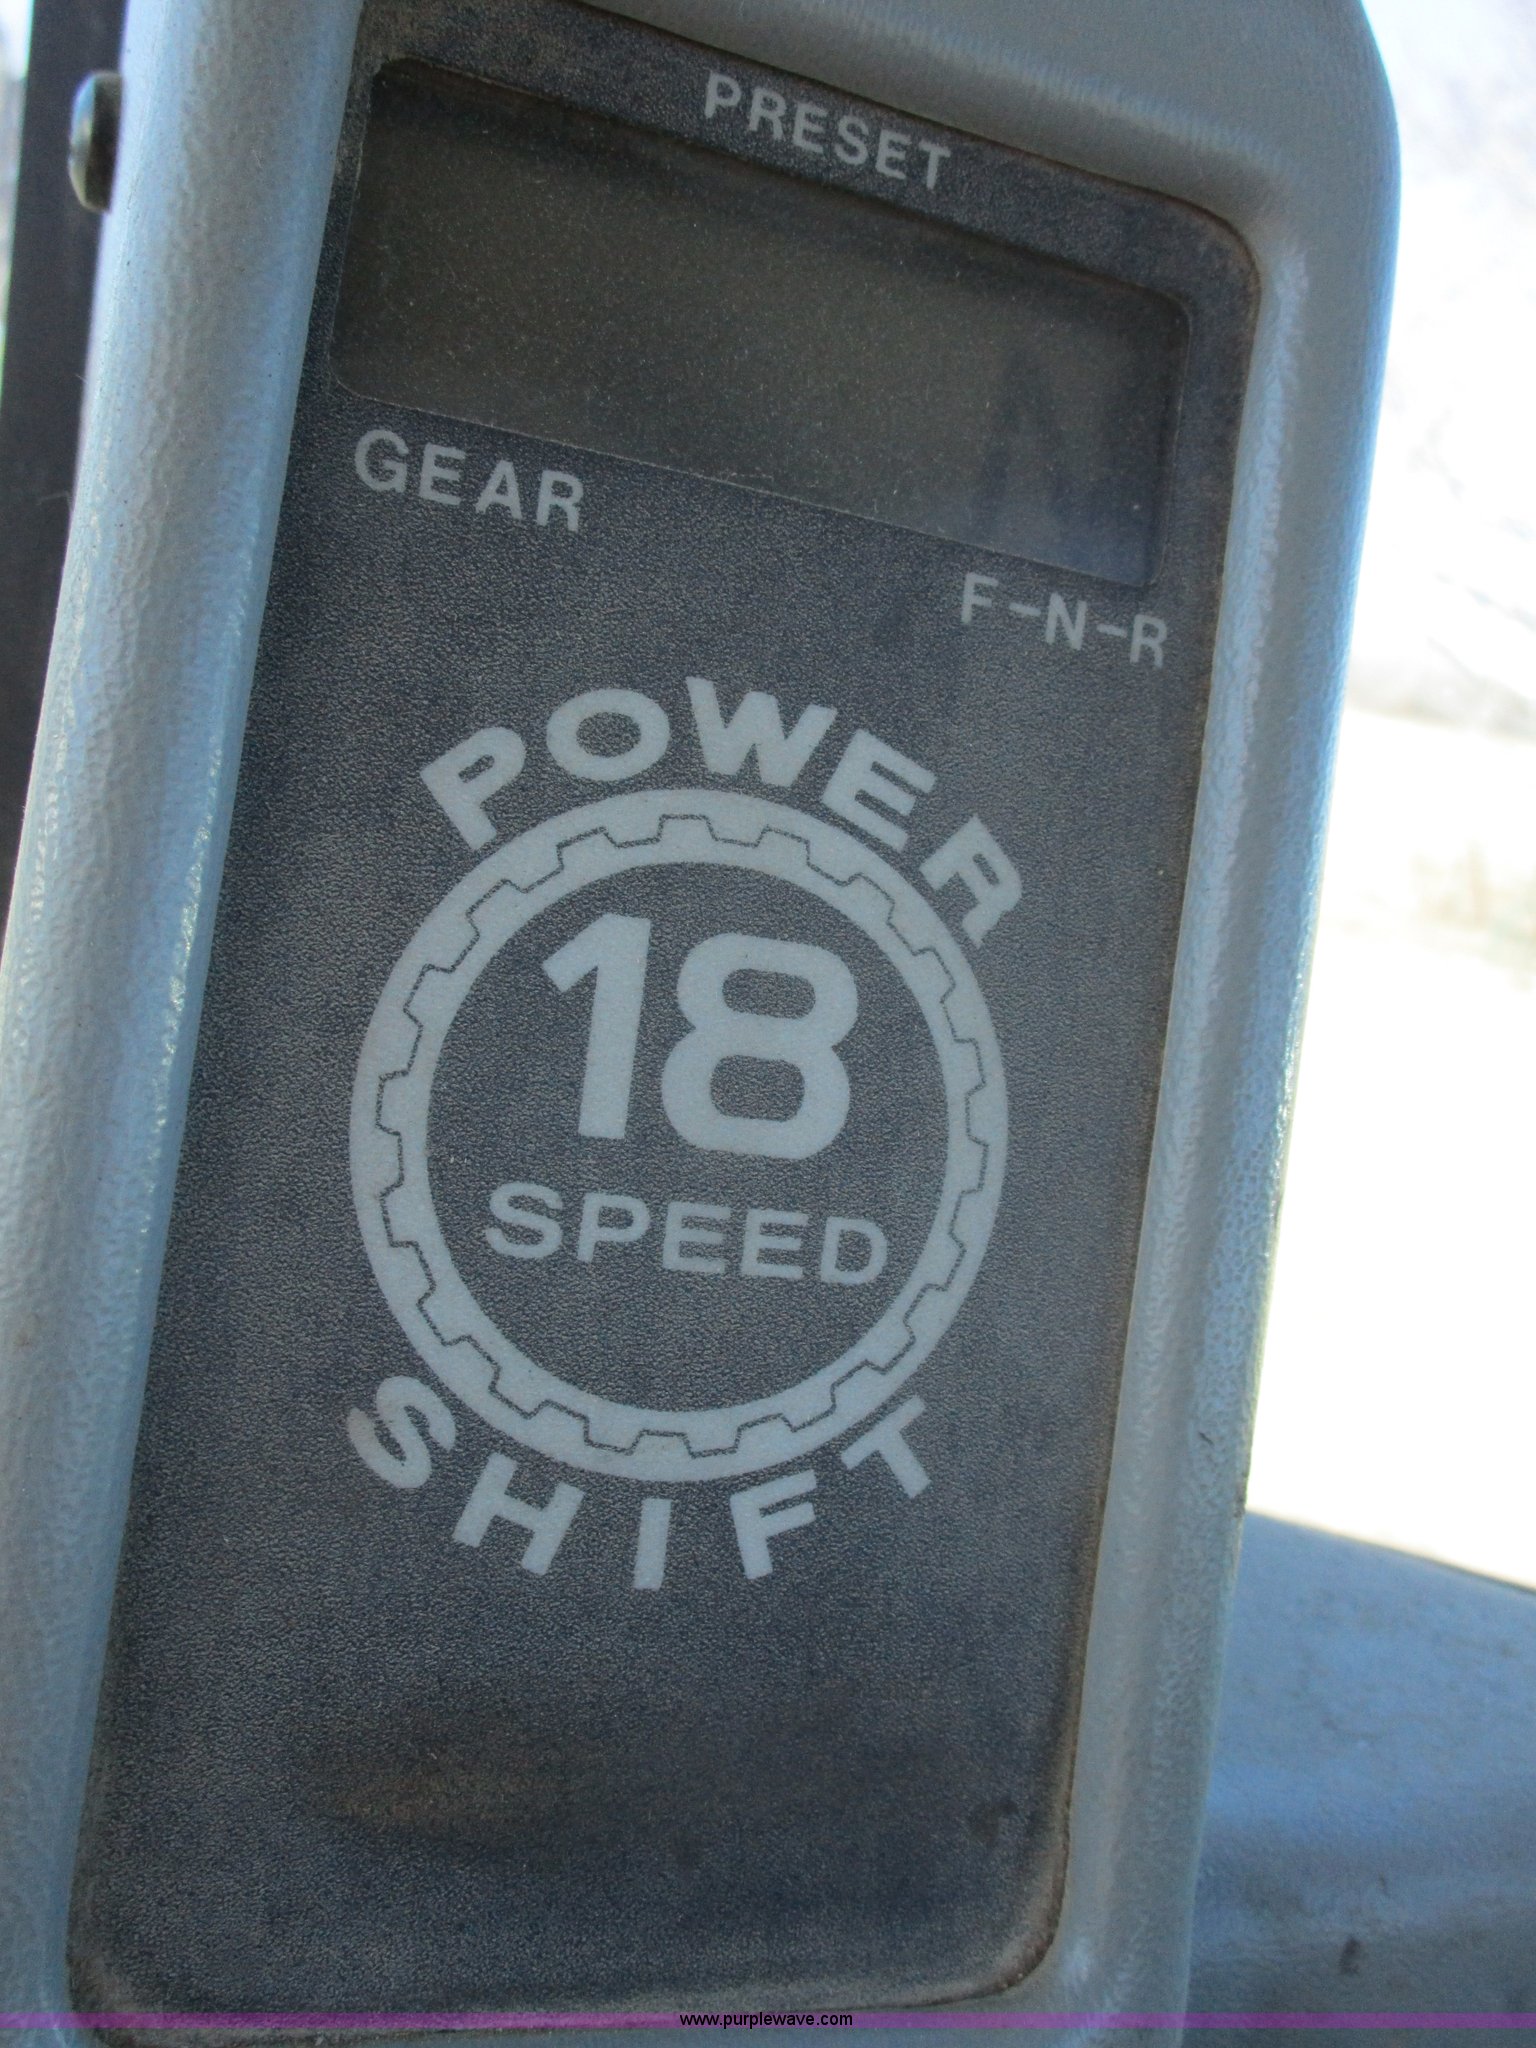 PRESET
GEAR
F-N-R
POWER
18
SPEED
SHIFT
www.purplewave.com